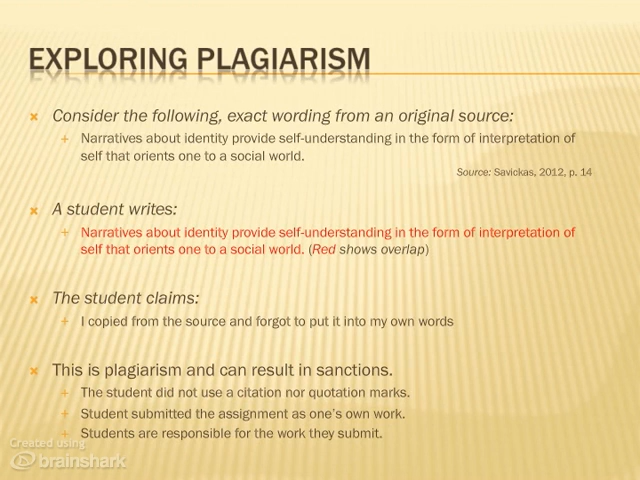 EXPLORING PLAGIARISM
Consider the following, exact wording from an original source:
Narratives about identity provide self-understanding in the form of interpretation of
self that orients one to a social world.
Source: Savickas, 2012, p. 14
A student writes:
Narratives about identity provide self-understanding in the form of interpretation of
self that orients one to a social world. (Red shows overlap)
The student claims:
I copied from the source and forgot to put it into my own words
This is plagiarism and can result in sanctions.
The student did not use a citation nor quotation marks.
Student submitted the assignment as one's own work.
Students are responsible for the work they submit.
Created using
brainshark